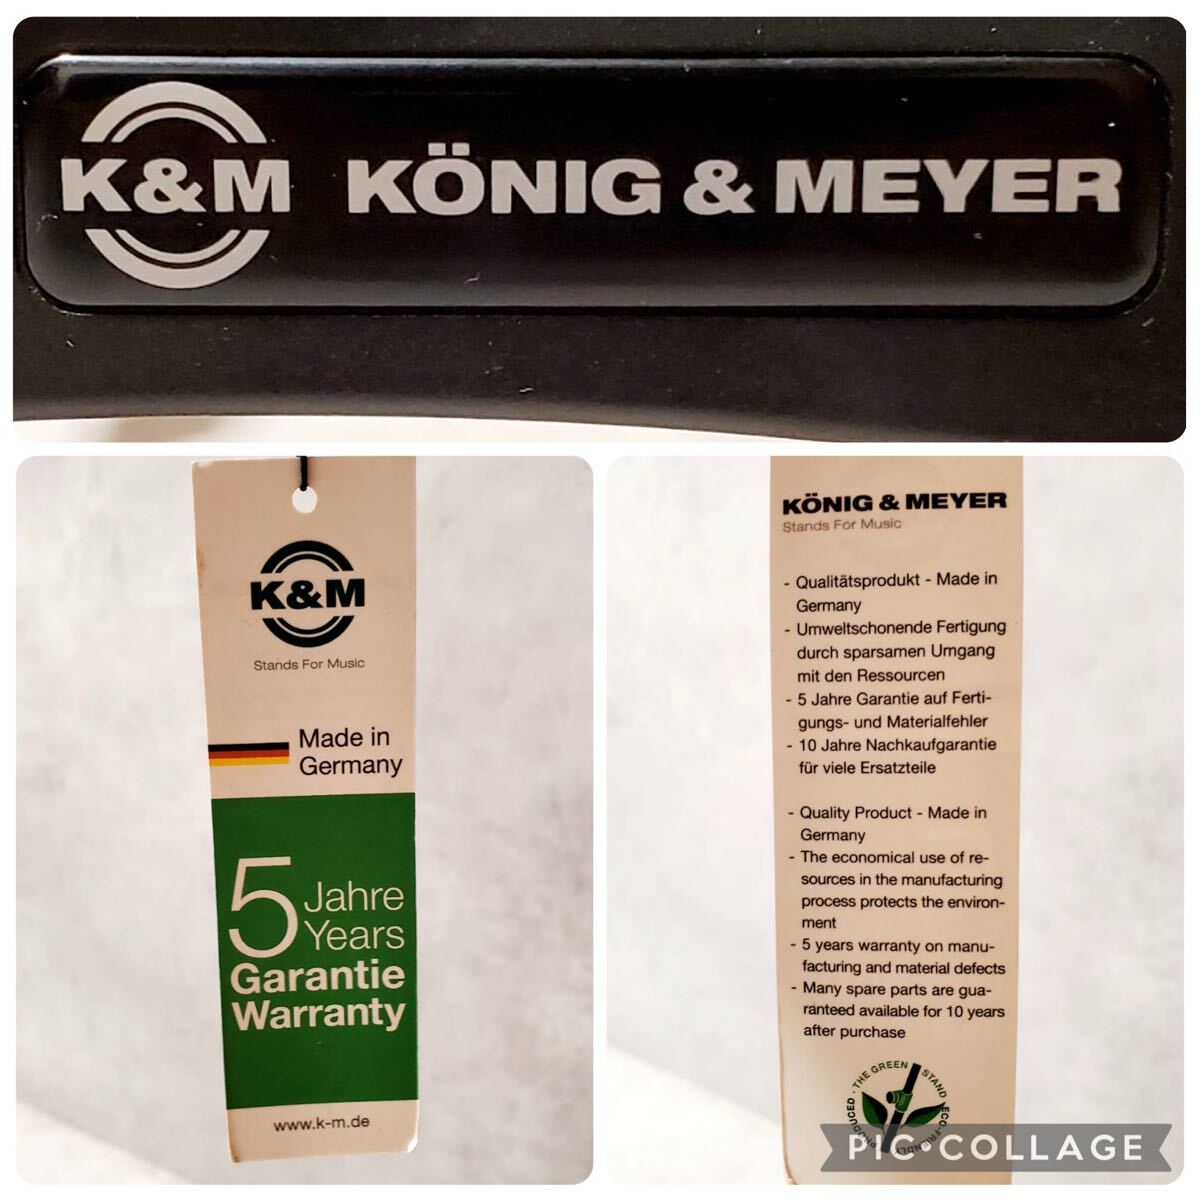 K&M KÖNIG & MEYER
K&M
Stands For Music
Made in
Germany
5 Jahre
Years
Garantie
Warranty
www.k-m.de
KÖNIG & MEYER
Stands For Music
- Qualitätsprodukt - Made in
Germany
- Umweltschonende Fertigung
durch sparsamen Umgang
mit den Ressourcen
- 5 Jahre Garantie auf Ferti-
gungs- und Materialfehler
- 10 Jahre Nachkaufgarantie
für viele Ersatzteile
- Quality Product - Made in
Germany
- The economical use of re-
sources in the manufacturing
process protects the environ-
ment
- 5 years warranty on manu-
facturing and material defects
- Many spare parts are gua-
ranteed available for 10 years
after purchase
THE GREEN STAND · ECO-FRIENDLY PRODUCED ·
PIC·COLLAGE